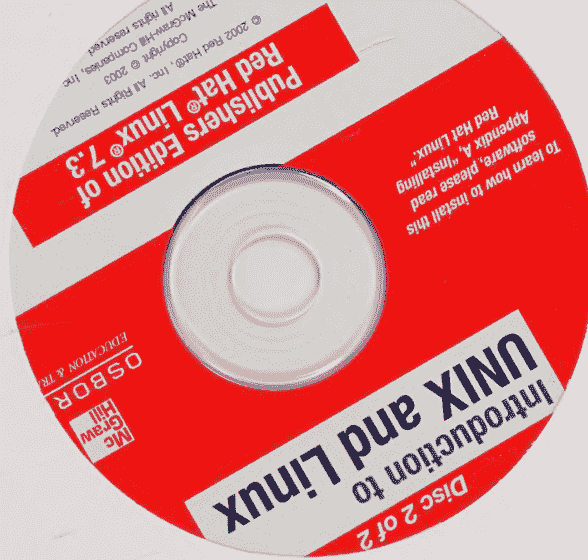 Disc 2 of 2
Introduction to
UNIX and Linux
Mc
Graw
Hill
OSBOR
EDUCATION & TR
To learn how to install this
software, please read
Appendix A, "Installing
Red Hat Linux."
Publishers Edition of
Red Hat® Linux® 7.3
© 2002 Red Hat®, Inc. All Rights Reserved.
Copyright © 2003
The McGraw-Hill Companies, Inc.
All rights reserved